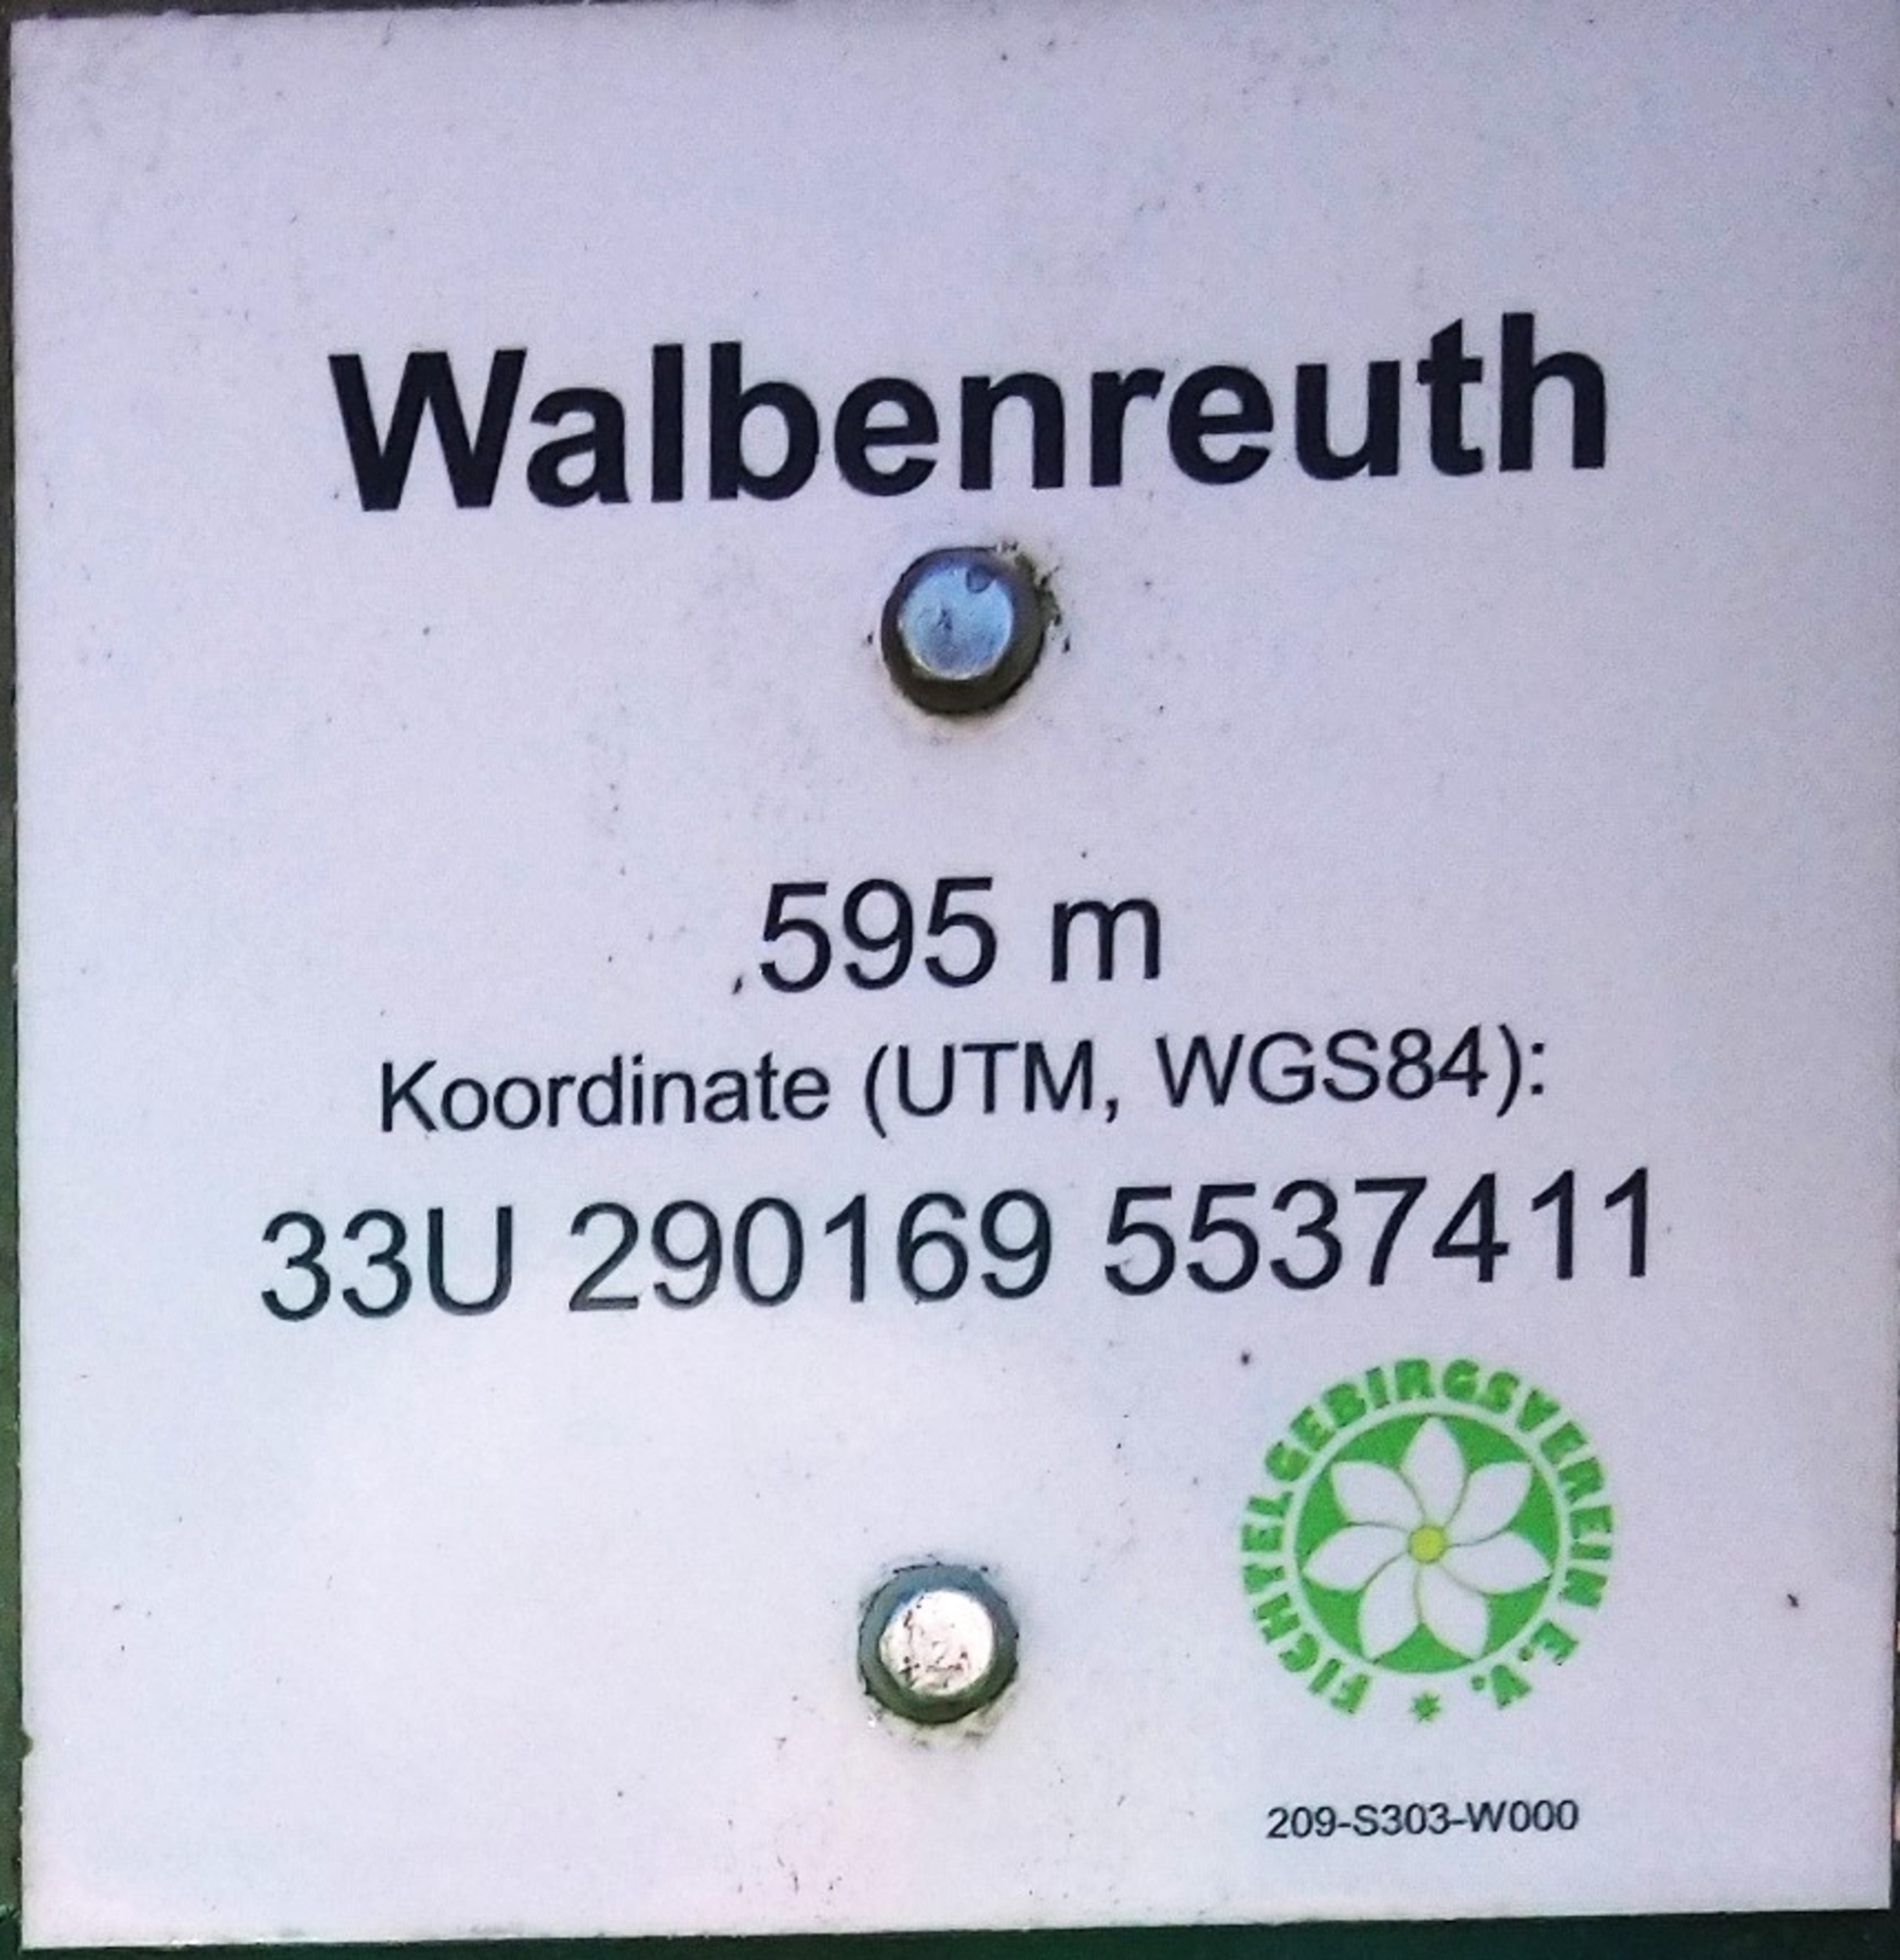 Walbenreuth
595 m
Koordinate (UTM, WGS84):
33U 290169 5537411
FICHTELGEBIRGSVEREIN E.V. *
209-S303-W000